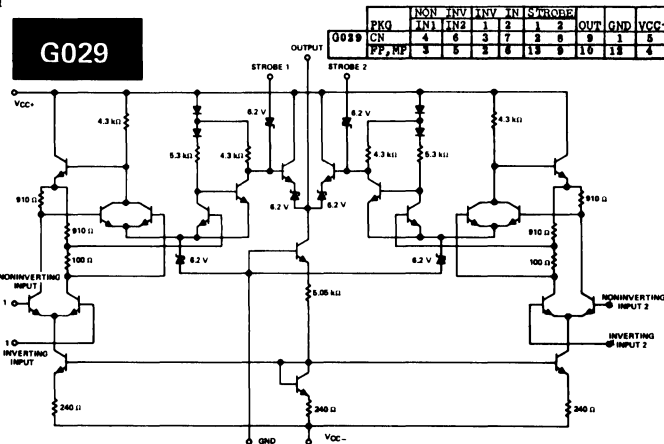 G029
NON INV INV IN STROBE
PKG IN1 IN2 1 2 1 2 OUT GND VCC-
G029 CN 4 6 3 7 2 8 9 1 5
FP,MP 3 5 2 6 13 9 10 12 4
OUTPUT
STROBE 1 STROBE 2
VCC+
4.3 kΩ 5.3 kΩ 4.3 kΩ 6.2 V 6.2 V 4.3 kΩ 5.3 kΩ 4.3 kΩ
910 Ω 6.2 V 6.2 V 910 Ω
910 Ω 910 Ω
100 Ω 6.2 V 6.2 V 100 Ω
NONINVERTING
INPUT
1
5.05 kΩ
NONINVERTING
INPUT 2
1
INVERTING
INPUT
INVERTING
INPUT 2
240 Ω 240 Ω 240 Ω
GND VCC-